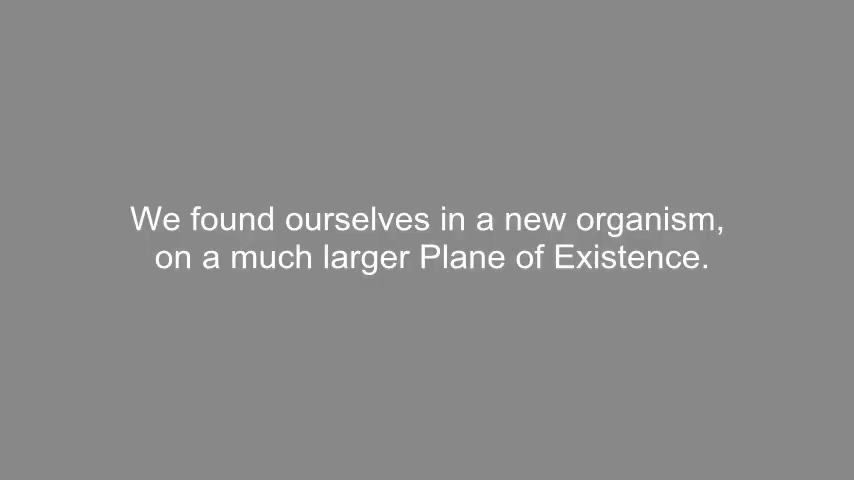 We found ourselves in a new organism,
on a much larger Plane of Existence.